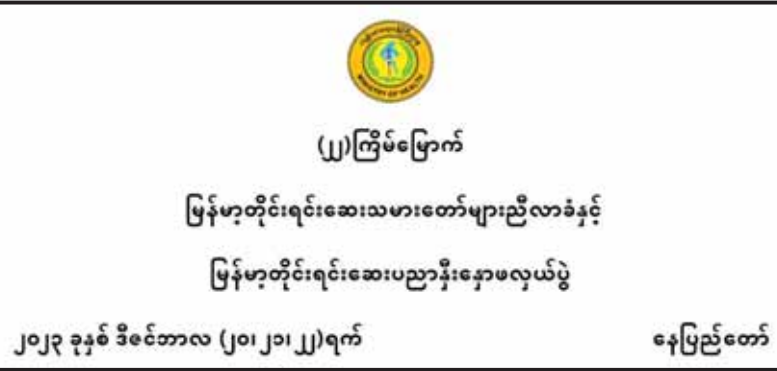 MINISTRY OF HEALTH
(၂၂)ကြိမ်မြောက်
မြန်မာ့တိုင်းရင်းဆေးသမားတော်များညီလာခံနှင့်
မြန်မာ့တိုင်းရင်းဆေးပညာနှီးနှောဖလှယ်ပွဲ
၂၀၂၃ ခုနှစ် ဒီဇင်ဘာလ (၂၀၊ ၂၁၊ ၂၂)ရက် နေပြည်တော်